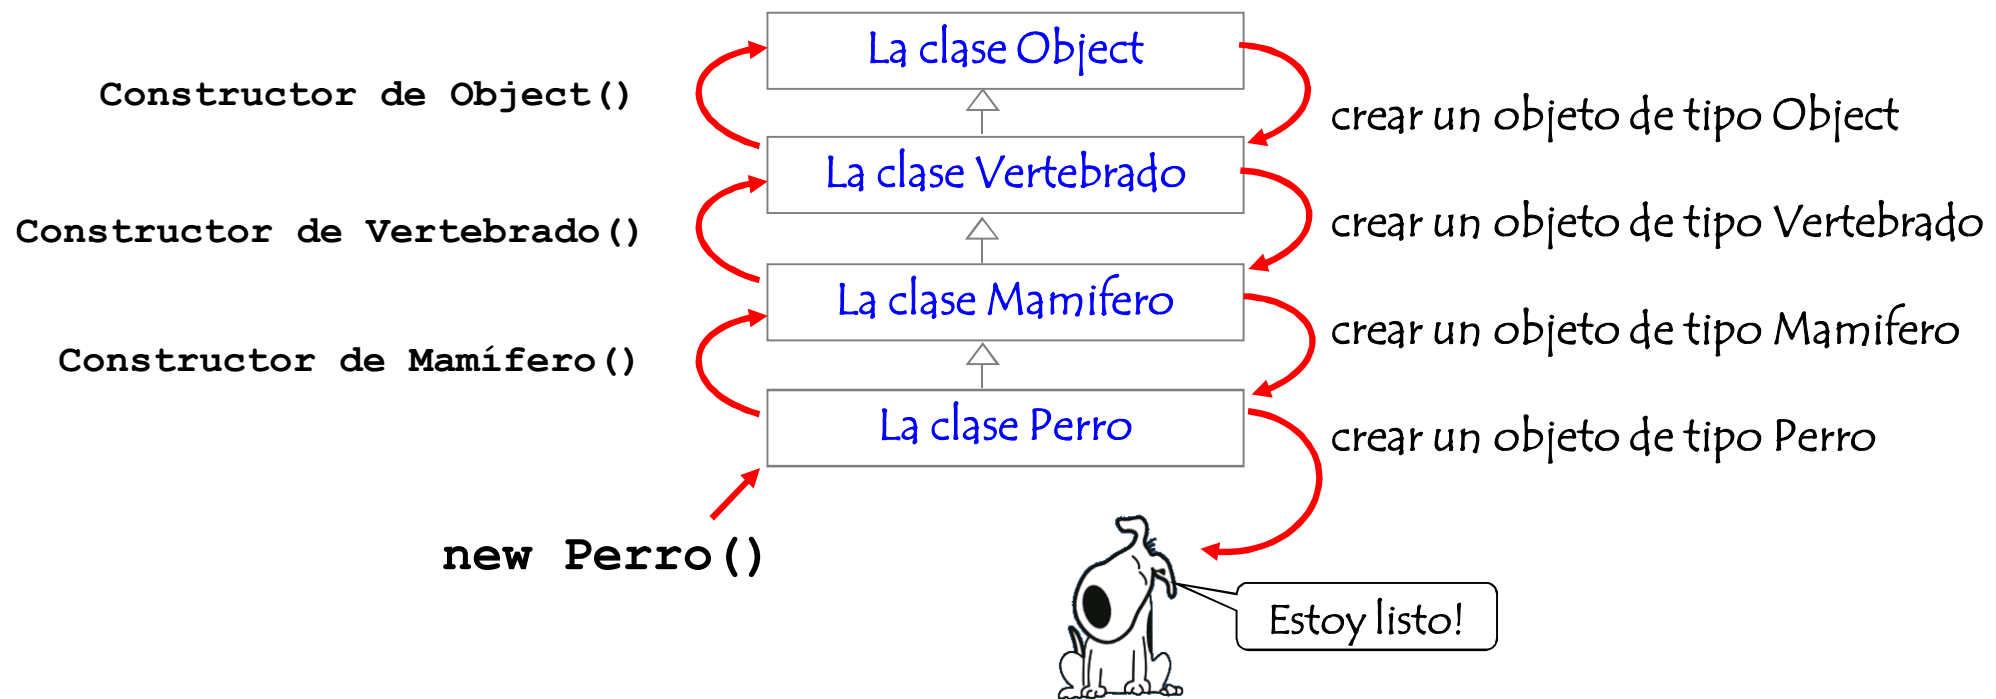 La clase Object
Constructor de Object()
crear un objeto de tipo Object
La clase Vertebrado
Constructor de Vertebrado()
crear un objeto de tipo Vertebrado
La clase Mamifero
Constructor de Mamífero()
crear un objeto de tipo Mamifero
La clase Perro
crear un objeto de tipo Perro
new Perro()
Estoy listo!